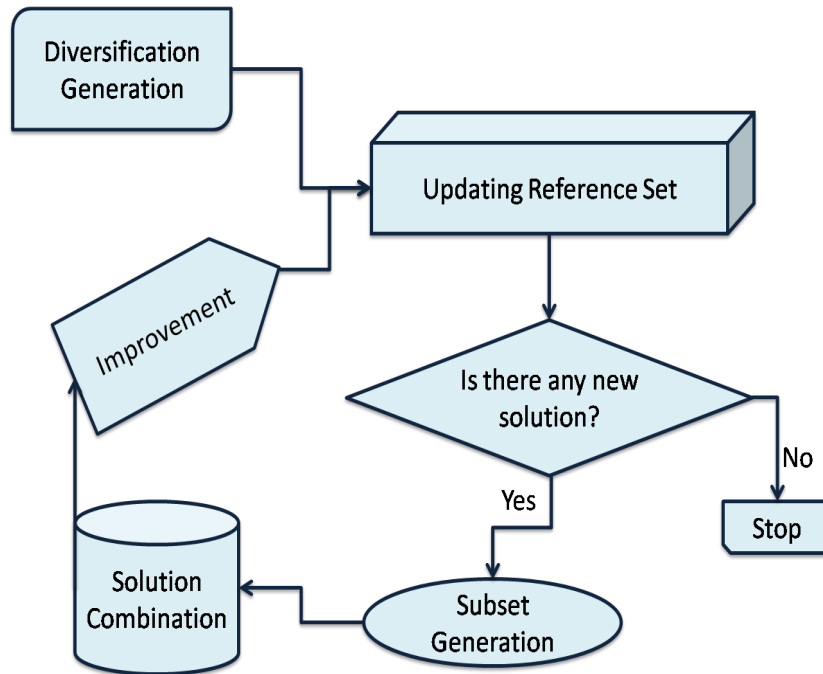 Diversification
Generation
Updating Reference Set
Improvement
Is there any new
solution?
No
Yes
Stop
Solution
Combination
Subset
Generation